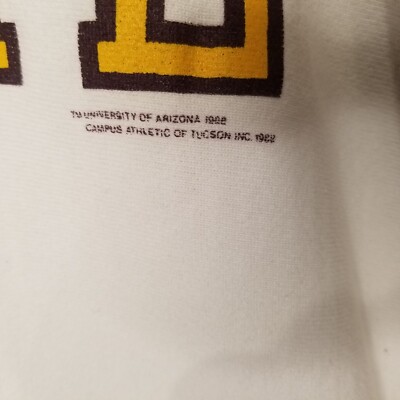 TM UNIVERSITY OF ARIZONA 1988
CAMPUS ATHLETIC OF TUCSON INC. 1988